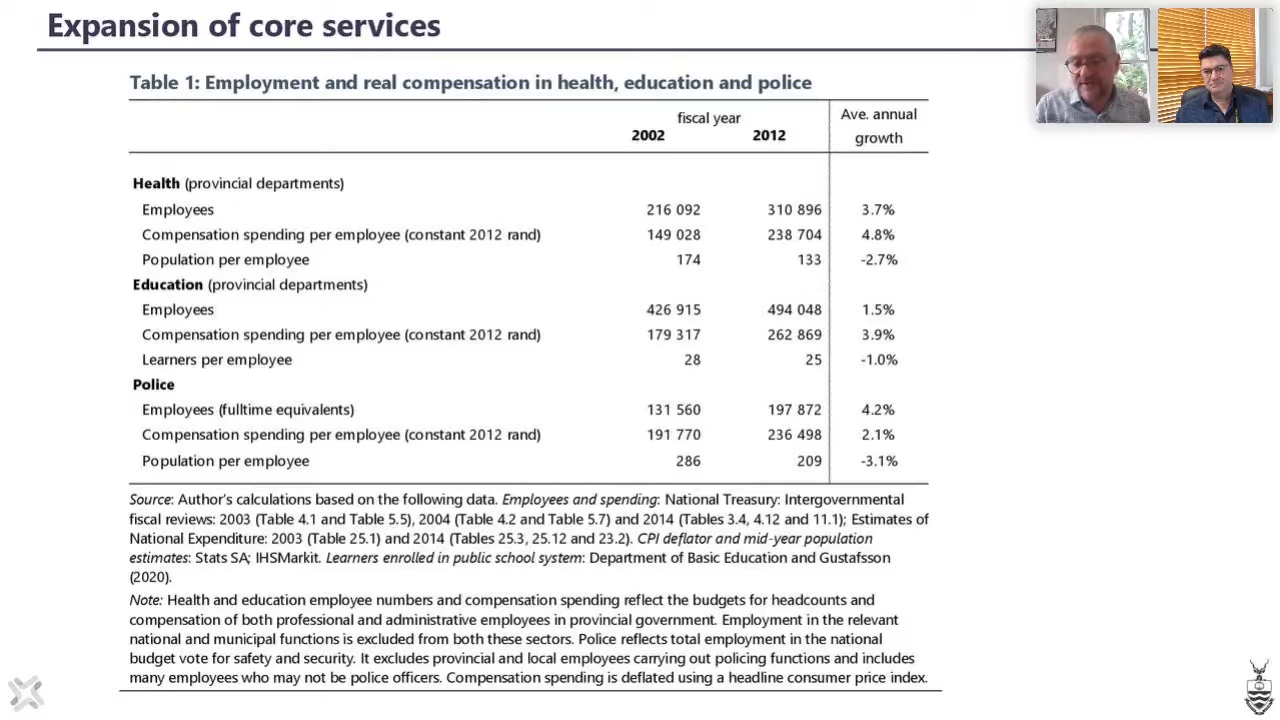 Expansion of core services
Table 1: Employment and real compensation in health, education and police
fiscal year
2002 2012
Ave. annual
growth
Health (provincial departments)
Employees 216 092 310 896 3.7%
Compensation spending per employee (constant 2012 rand) 149 028 238 704 4.8%
Population per employee 174 133 -2.7%
Education (provincial departments)
Employees 426 915 494 048 1.5%
Compensation spending per employee (constant 2012 rand) 179 317 262 869 3.9%
Learners per employee 28 25 -1.0%
Police
Employees (fulltime equivalents) 131 560 197 872 4.2%
Compensation spending per employee (constant 2012 rand) 191 770 236 498 2.1%
Population per employee 286 209 -3.1%
Source: Author's calculations based on the following data. Employees and spending: National Treasury: Intergovernmental
fiscal reviews: 2003 (Table 4.1 and Table 5.5), 2004 (Table 4.2 and Table 5.7) and 2014 (Tables 3.4, 4.12 and 11.1); Estimates of
National Expenditure: 2003 (Table 25.1) and 2014 (Tables 25.3, 25.12 and 23.2). CPI deflator and mid-year population
estimates: Stats SA; IHSMarkit. Learners enrolled in public school system: Department of Basic Education and Gustafsson
(2020).
Note: Health and education employee numbers and compensation spending reflect the budgets for headcounts and
compensation of both professional and administrative employees in provincial government. Employment in the relevant
national and municipal functions is excluded from both these sectors. Police reflects total employment in the national
budget vote for safety and security. It excludes provincial and local employees carrying out policing functions and includes
many employees who may not be police officers. Compensation spending is deflated using a headline consumer price index.